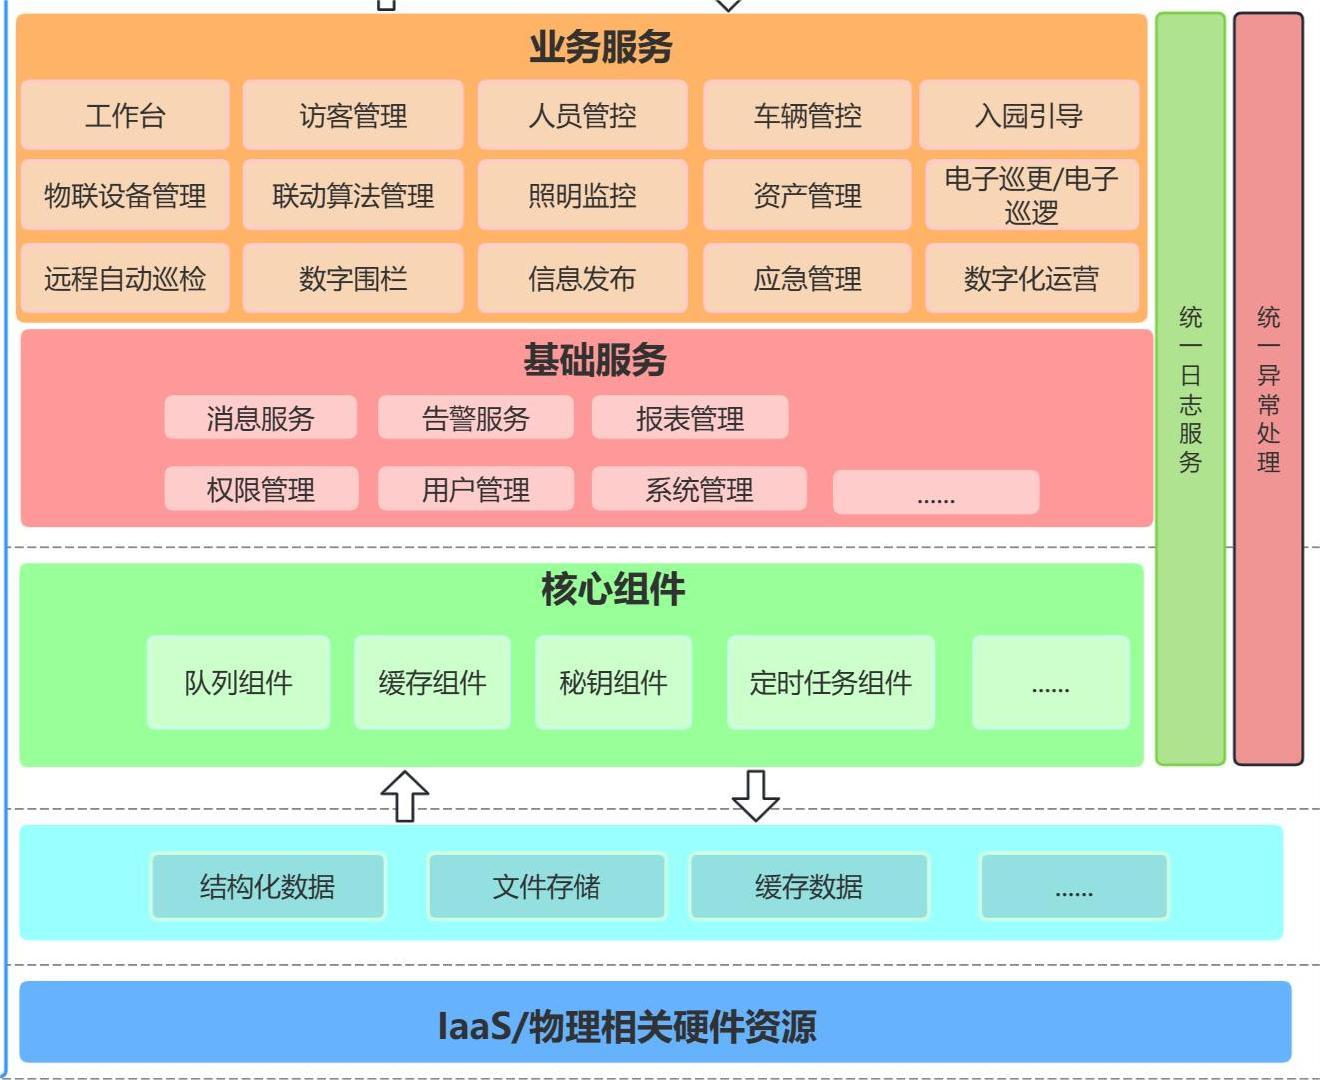 业务服务
工作台
访客管理
人员管控
车辆管控
入园引导
物联设备管理
联动算法管理
照明监控
资产管理
电子巡更/电子
巡逻
远程自动巡检
数字围栏
信息发布
应急管理
数字化运营
基础服务
消息服务
告警服务
报表管理
权限管理
用户管理
系统管理
......
核心组件
队列组件
缓存组件
秘钥组件
定时任务组件
......
结构化数据
文件存储
缓存数据
......
IaaS/物理相关硬件资源
统一日志服务
统一异常处理